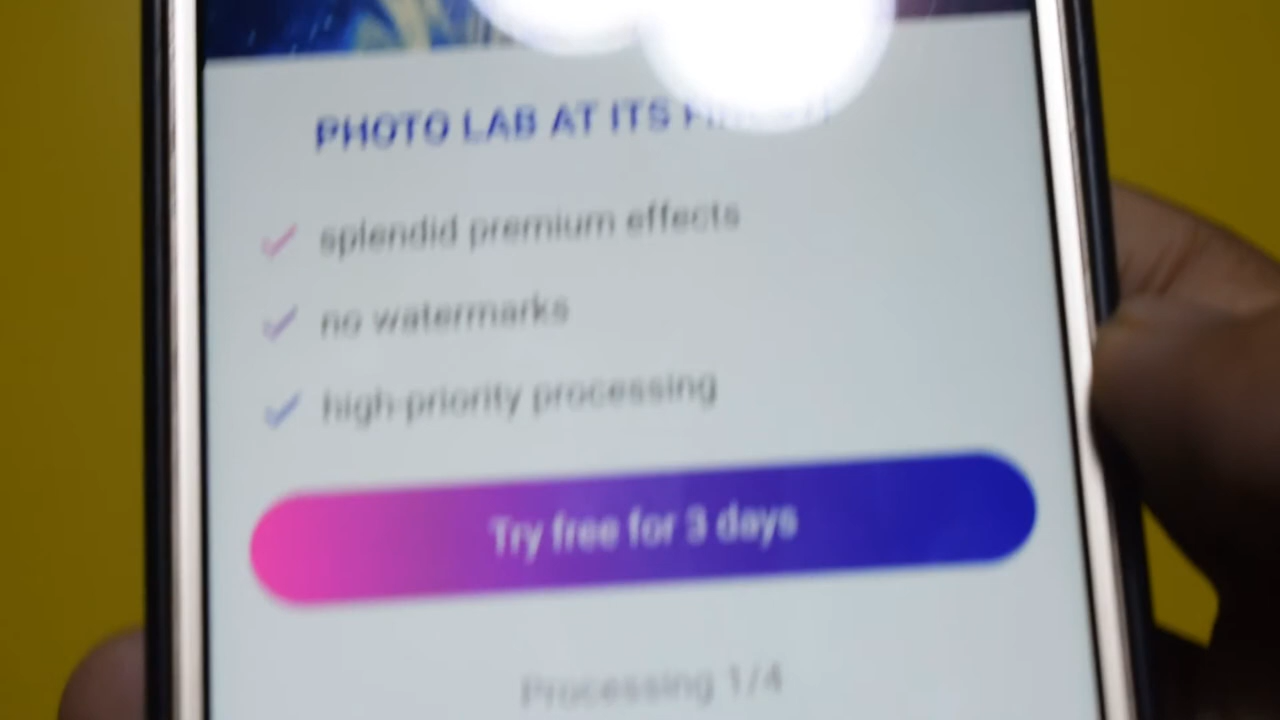 PHOTO LAB AT ITS
splendid premium effects
no watermarks
high-priority processing
Try free for 3 days
Processing 1/4